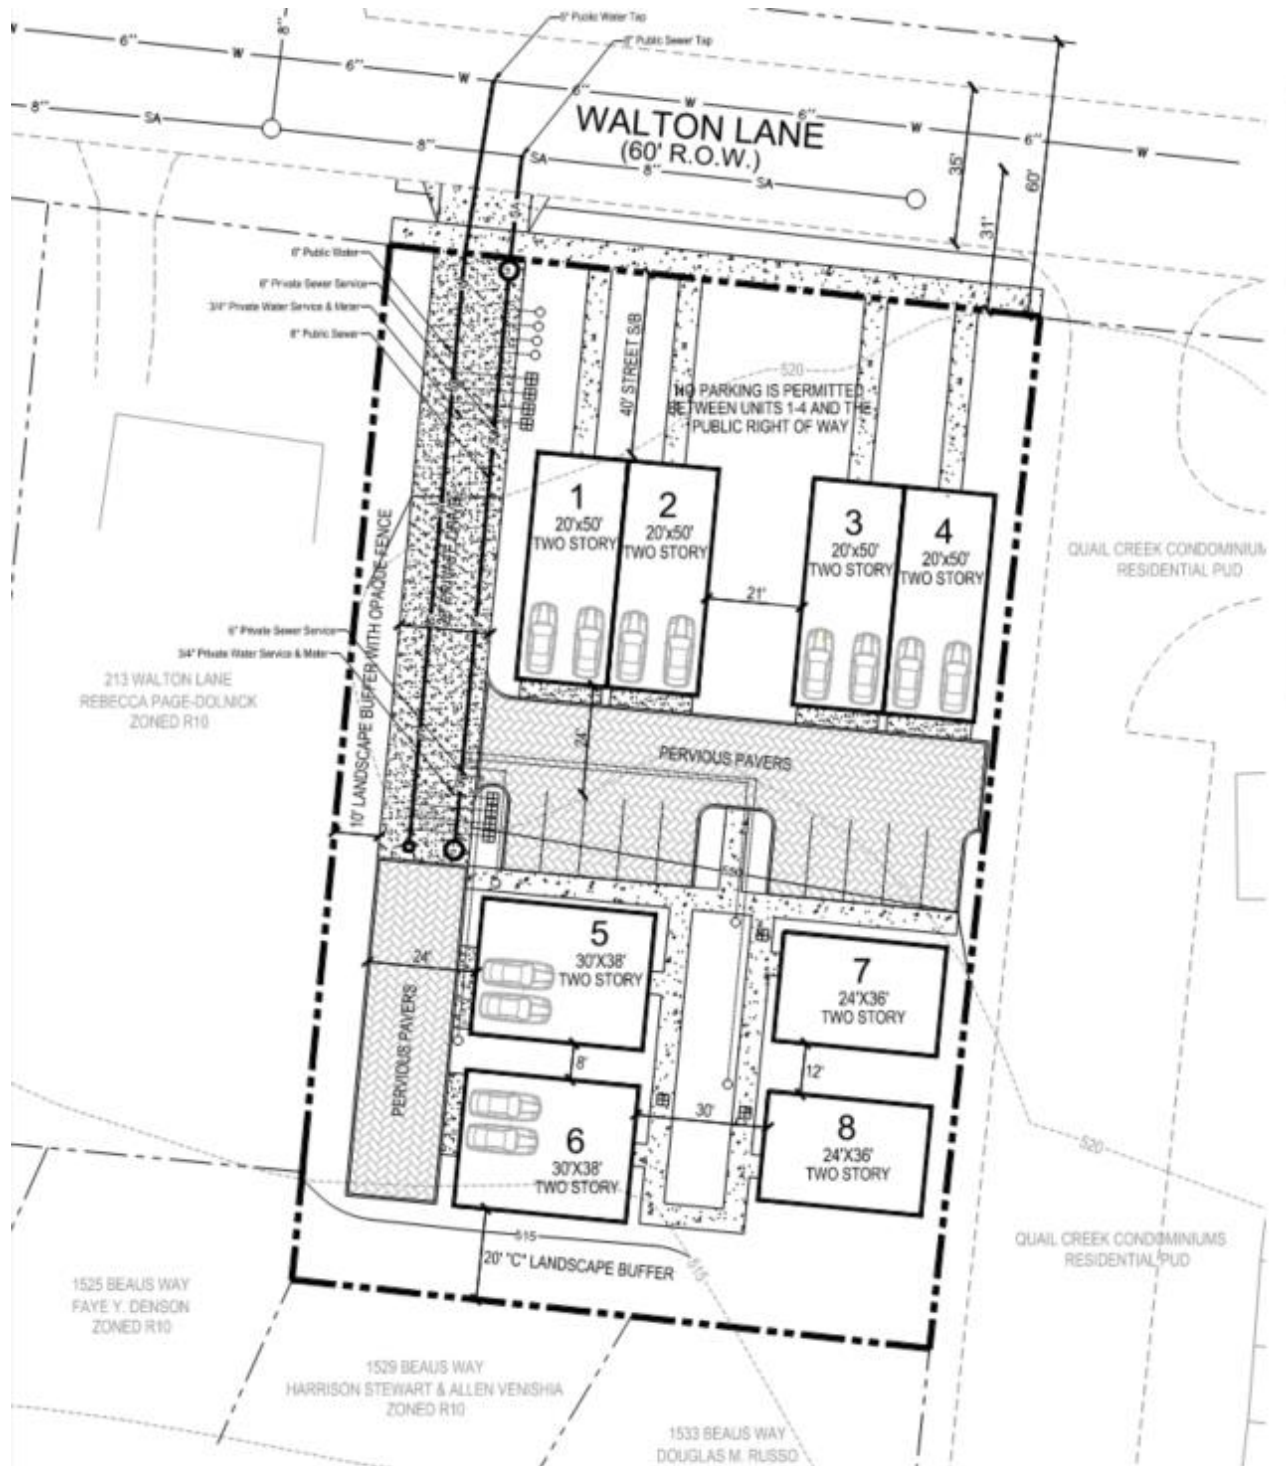 6" Public Water Tap
8" Public Sewer Tap
6"
W
6"
W
6"
W
6"
W
6"
W
8"
8"
SA
8"
SA
8"
SA
SA
WALTON LANE
(60' R.O.W.)
35'
31'
60'
6" Public Water
6" Private Sewer Service
3/4" Private Water Service & Meter
8" Public Sewer
40' STREET S/B
520
NO PARKING IS PERMITTED
BETWEEN UNITS 1-4 AND THE
PUBLIC RIGHT OF WAY
1
20'x50'
TWO STORY
2
20'x50'
TWO STORY
3
20'x50'
TWO STORY
4
20'x50'
TWO STORY
21'
QUAIL CREEK CONDOMINIUM
RESIDENTIAL PUD
10' LANDSCAPE BUFFER WITH OPAQUE FENCE
6" Private Sewer Service
3/4" Private Water Service & Meter
213 WALTON LANE
REBECCA PAGE-DOLNICK
ZONED R10
24'
PERVIOUS PAVERS
520
5
30'X38'
TWO STORY
24'
PERVIOUS PAVERS
7
24'X36'
TWO STORY
8'
12'
6
30'X38'
TWO STORY
30'
8
24'X36'
TWO STORY
520
515
20' "C" LANDSCAPE BUFFER
515
QUAIL CREEK CONDOMINIUMS
RESIDENTIAL PUD
1525 BEAUS WAY
FAYE Y. DENSON
ZONED R10
1529 BEAUS WAY
HARRISON STEWART & ALLEN VENISHIA
ZONED R10
1533 BEAUS WAY
DOUGLAS M. RUSSO